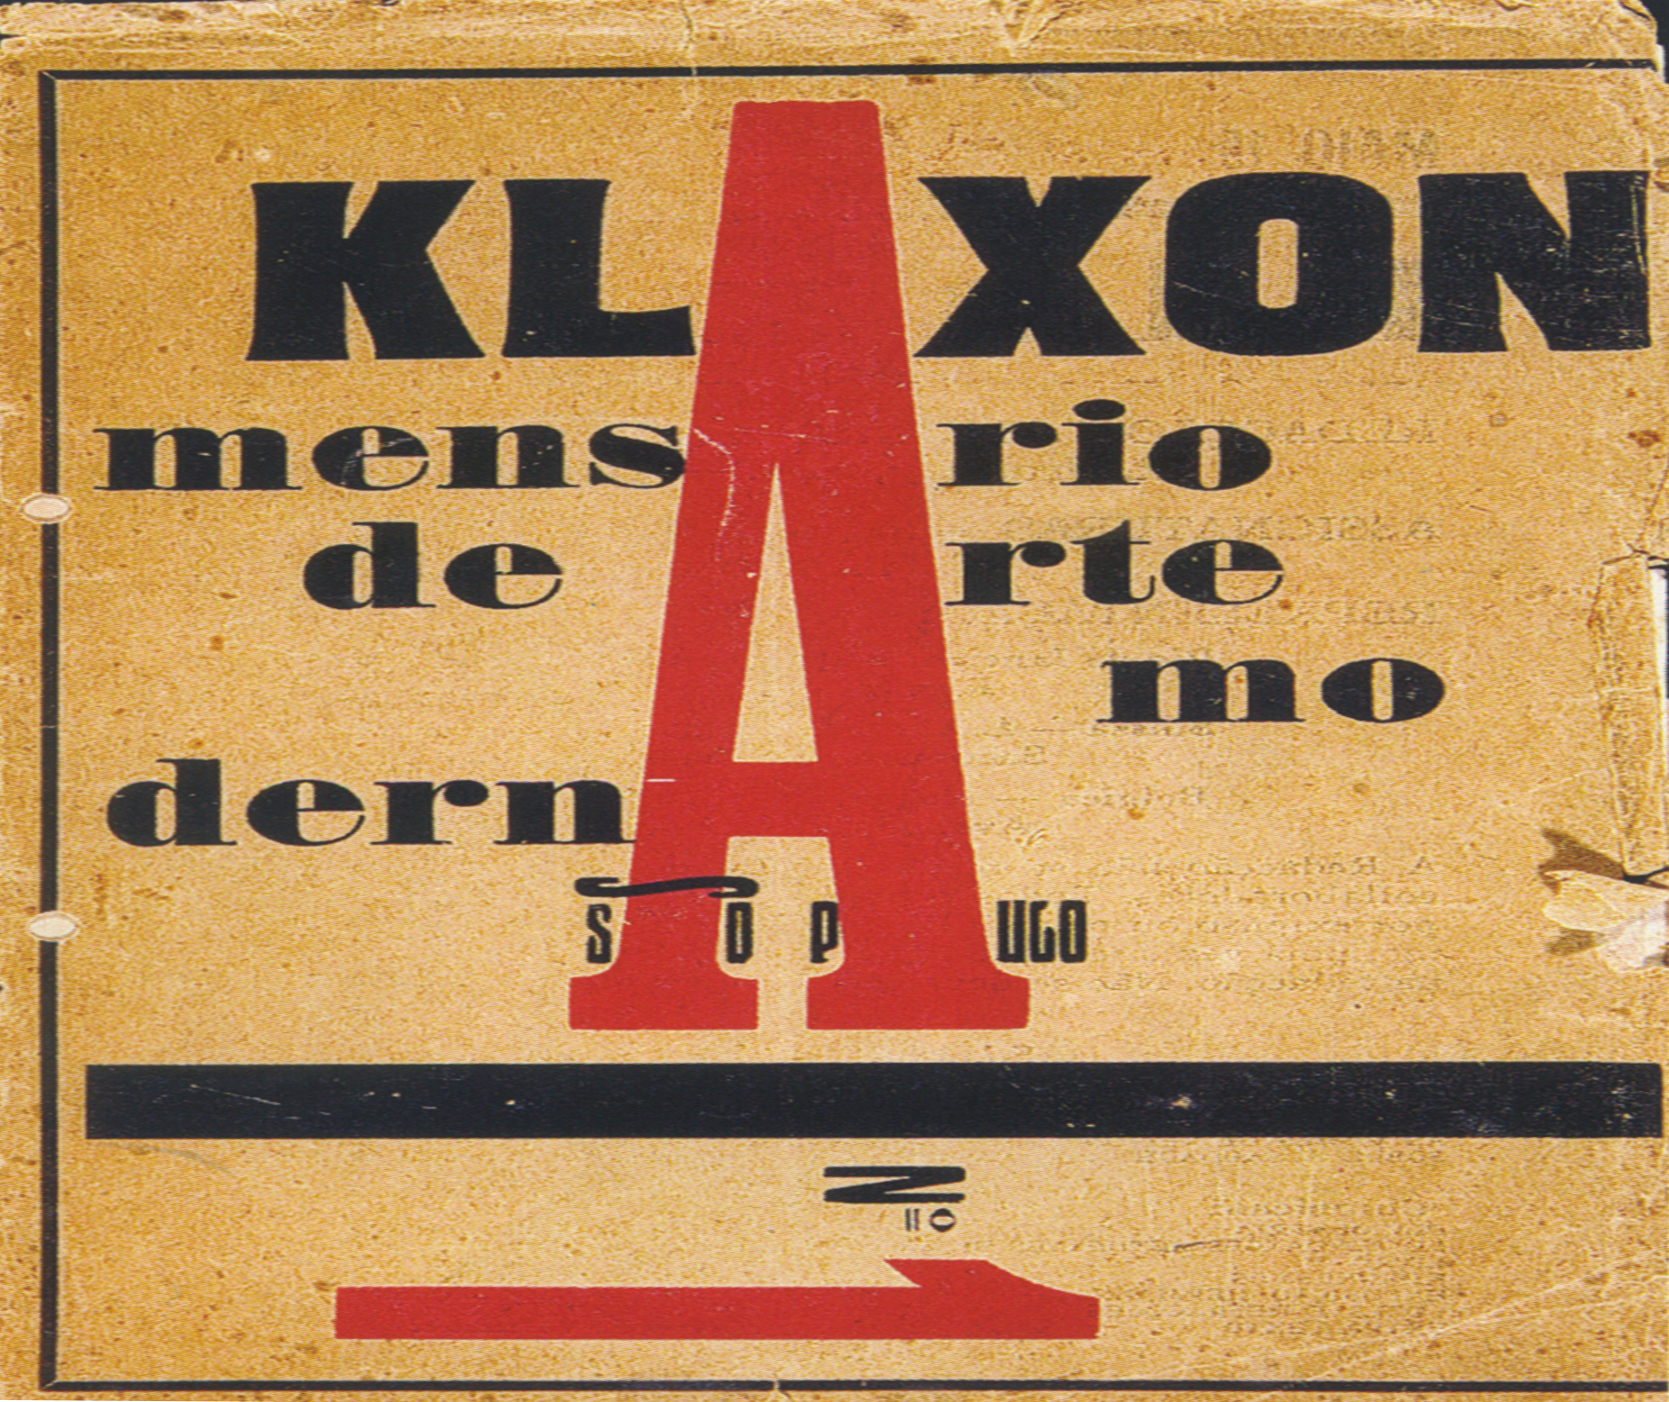 KLAXON
mensArio
de Arte
mo
dernA
SÃO PAULO
Nº
1